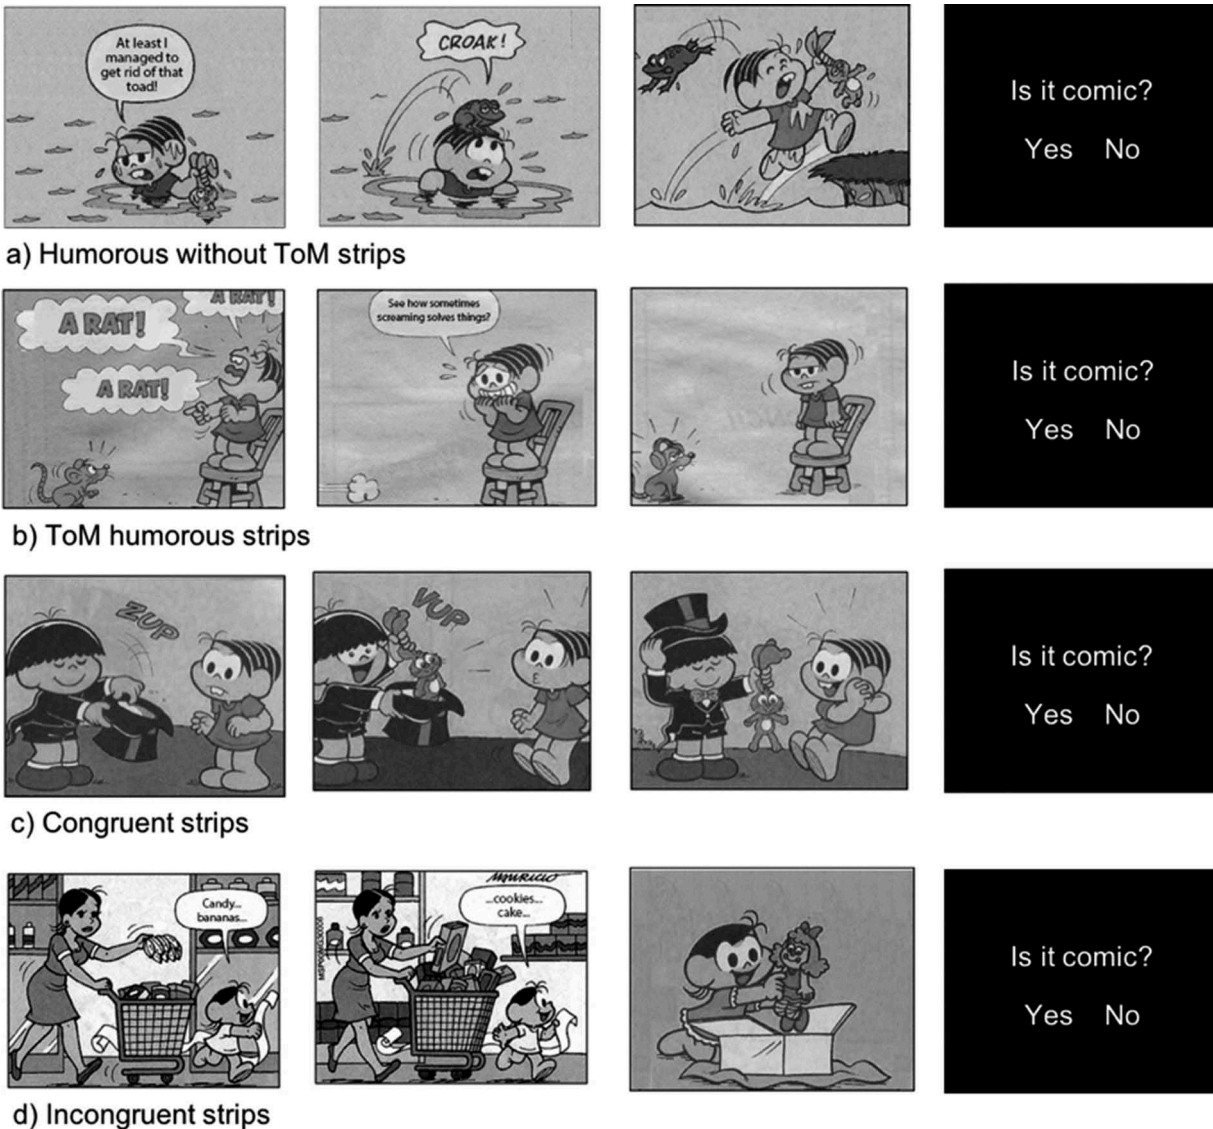 At least I
managed to
get rid of that
toad!
CROAK!
Is it comic?
Yes No
a) Humorous without ToM strips
A RAT!
A RAT!
A RAT!
See how sometimes
screaming solves things?
Is it comic?
Yes No
b) ToM humorous strips
ZUP
VUP
Is it comic?
Yes No
c) Congruent strips
Candy...
bananas...
MAURICIO
...cookies...
cake...
Is it comic?
Yes No
d) Incongruent strips